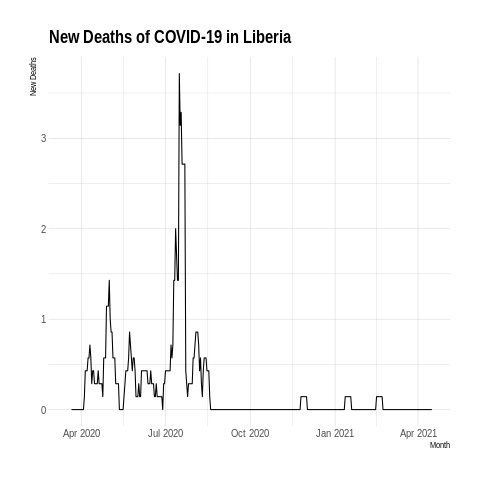 New Deaths of COVID-19 in Liberia
New Deaths
3
2
1
0
Apr 2020 Jul 2020 Oct 2020 Jan 2021 Apr 2021
Month